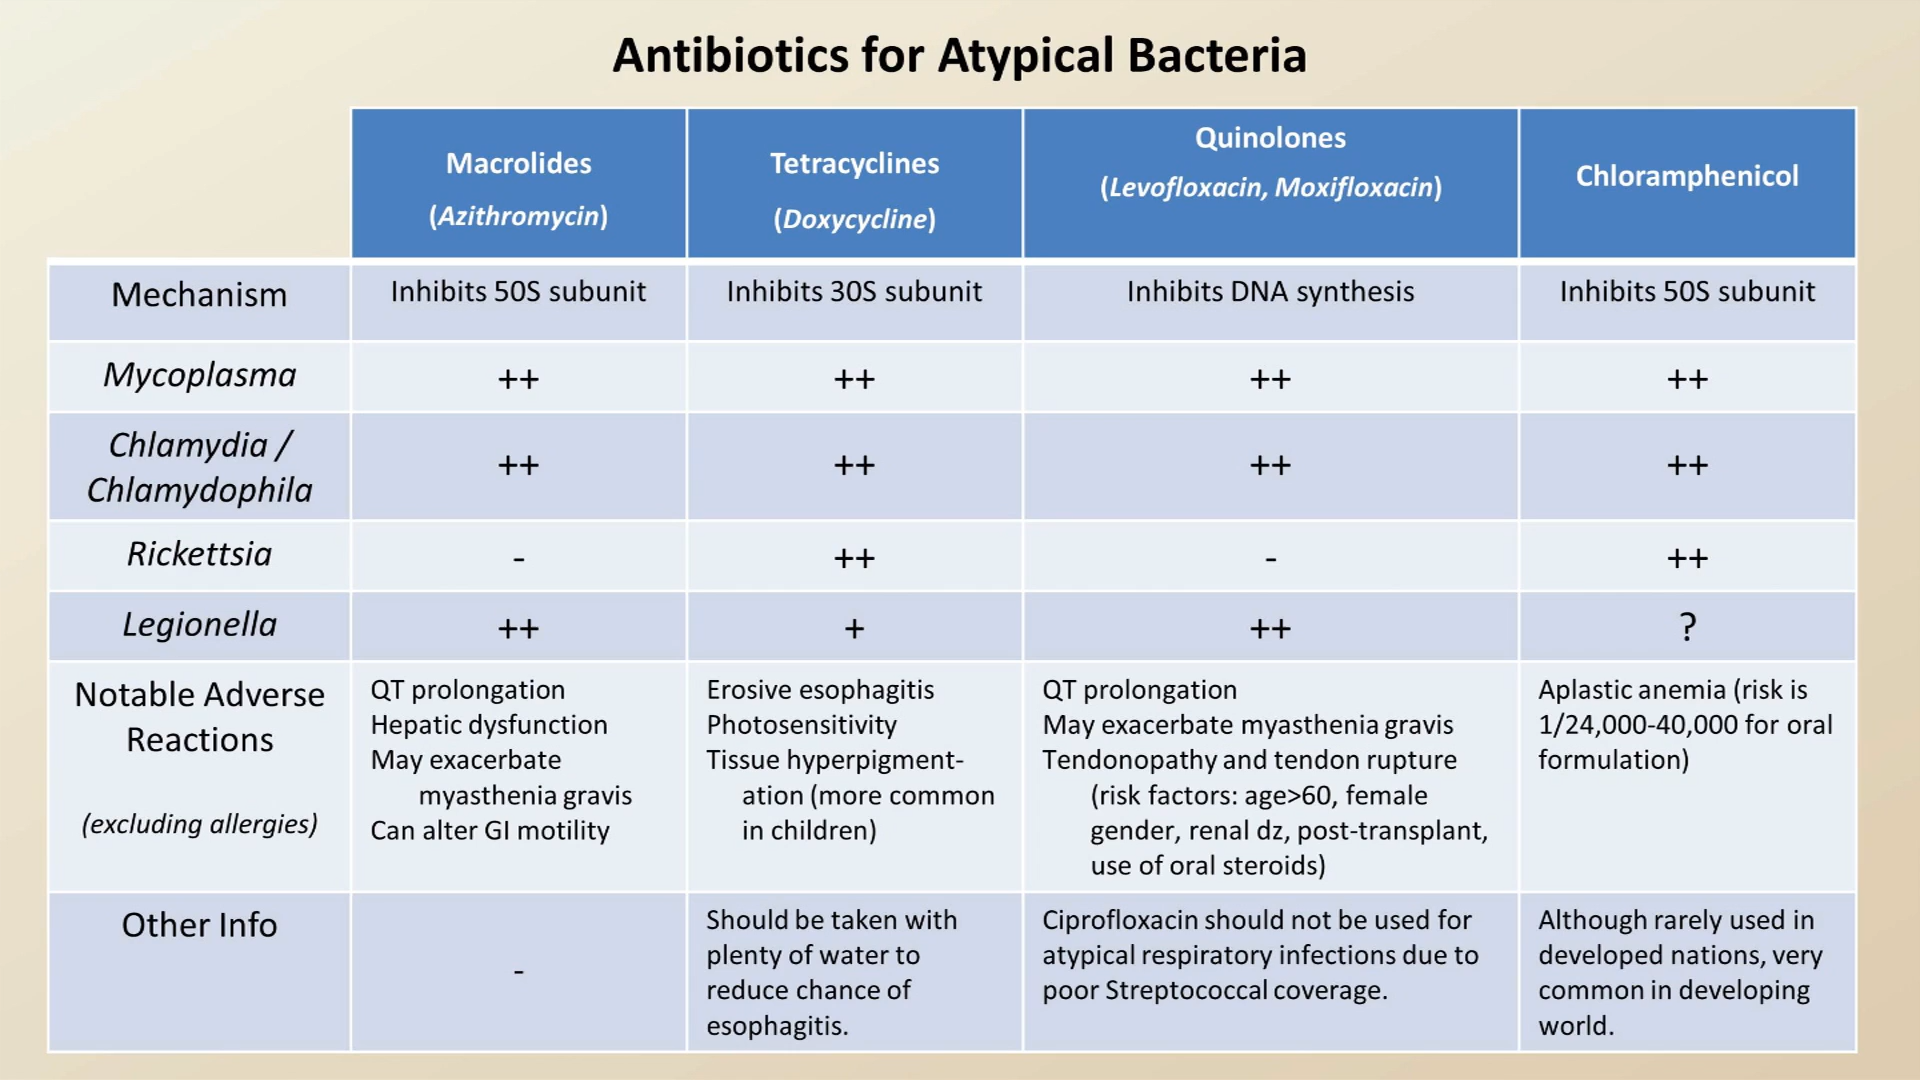 Antibiotics for Atypical Bacteria
Macrolides
(Azithromycin)
Tetracyclines
(Doxycycline)
Quinolones
(Levofloxacin, Moxifloxacin)
Chloramphenicol
Mechanism
Inhibits 50S subunit
Inhibits 30S subunit
Inhibits DNA synthesis
Inhibits 50S subunit
Mycoplasma
++
++
++
++
Chlamydia /
Chlamydophila
++
++
++
++
Rickettsia
-
++
-
++
Legionella
++
+
++
?
Notable Adverse
Reactions
(excluding allergies)
QT prolongation
Hepatic dysfunction
May exacerbate
myasthenia gravis
Can alter GI motility
Erosive esophagitis
Photosensitivity
Tissue hyperpigment-
ation (more common
in children)
QT prolongation
May exacerbate myasthenia gravis
Tendonopathy and tendon rupture
(risk factors: age>60, female
gender, renal dz, post-transplant,
use of oral steroids)
Aplastic anemia (risk is
1/24,000-40,000 for oral
formulation)
Other Info
-
Should be taken with
plenty of water to
reduce chance of
esophagitis.
Ciprofloxacin should not be used for
atypical respiratory infections due to
poor Streptococcal coverage.
Although rarely used in
developed nations, very
common in developing
world.